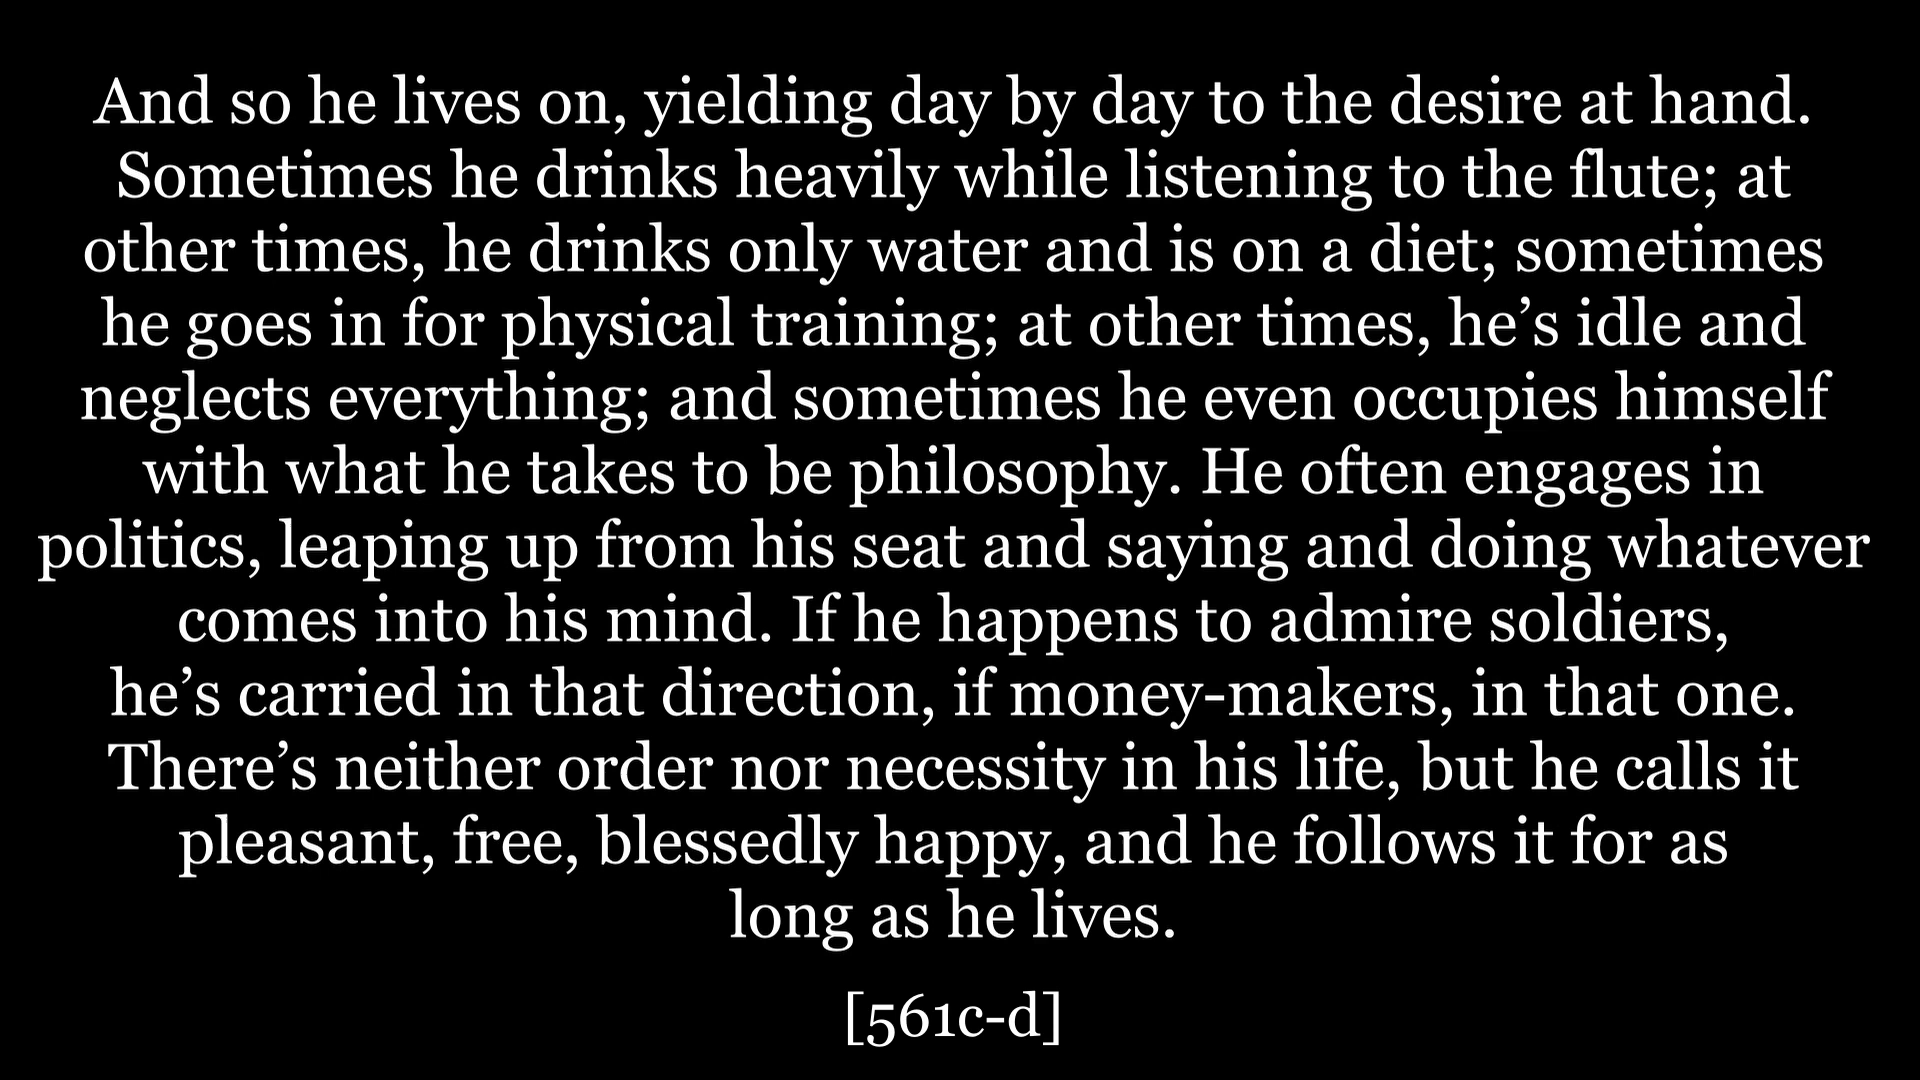 And so he lives on, yielding day by day to the desire at hand.
Sometimes he drinks heavily while listening to the flute; at
other times, he drinks only water and is on a diet; sometimes
he goes in for physical training; at other times, he’s idle and
neglects everything; and sometimes he even occupies himself
with what he takes to be philosophy. He often engages in
politics, leaping up from his seat and saying and doing whatever
comes into his mind. If he happens to admire soldiers,
he’s carried in that direction, if money-makers, in that one.
There’s neither order nor necessity in his life, but he calls it
pleasant, free, blessedly happy, and he follows it for as
long as he lives.
[561c-d]